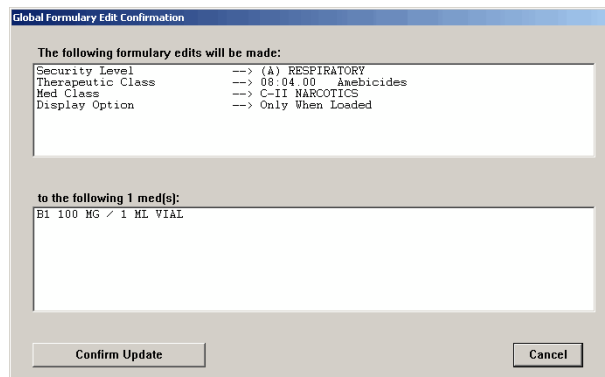 Global Formulary Edit Confirmation
The following formulary edits will be made:
Security Level --> (A) RESPIRATORY
Therapeutic Class --> 08:04.00 Amebicides
Med Class --> C-II NARCOTICS
Display Option --> Only When Loaded
to the following 1 med(s):
B1 100 MG / 1 ML VIAL
Confirm Update
Cancel